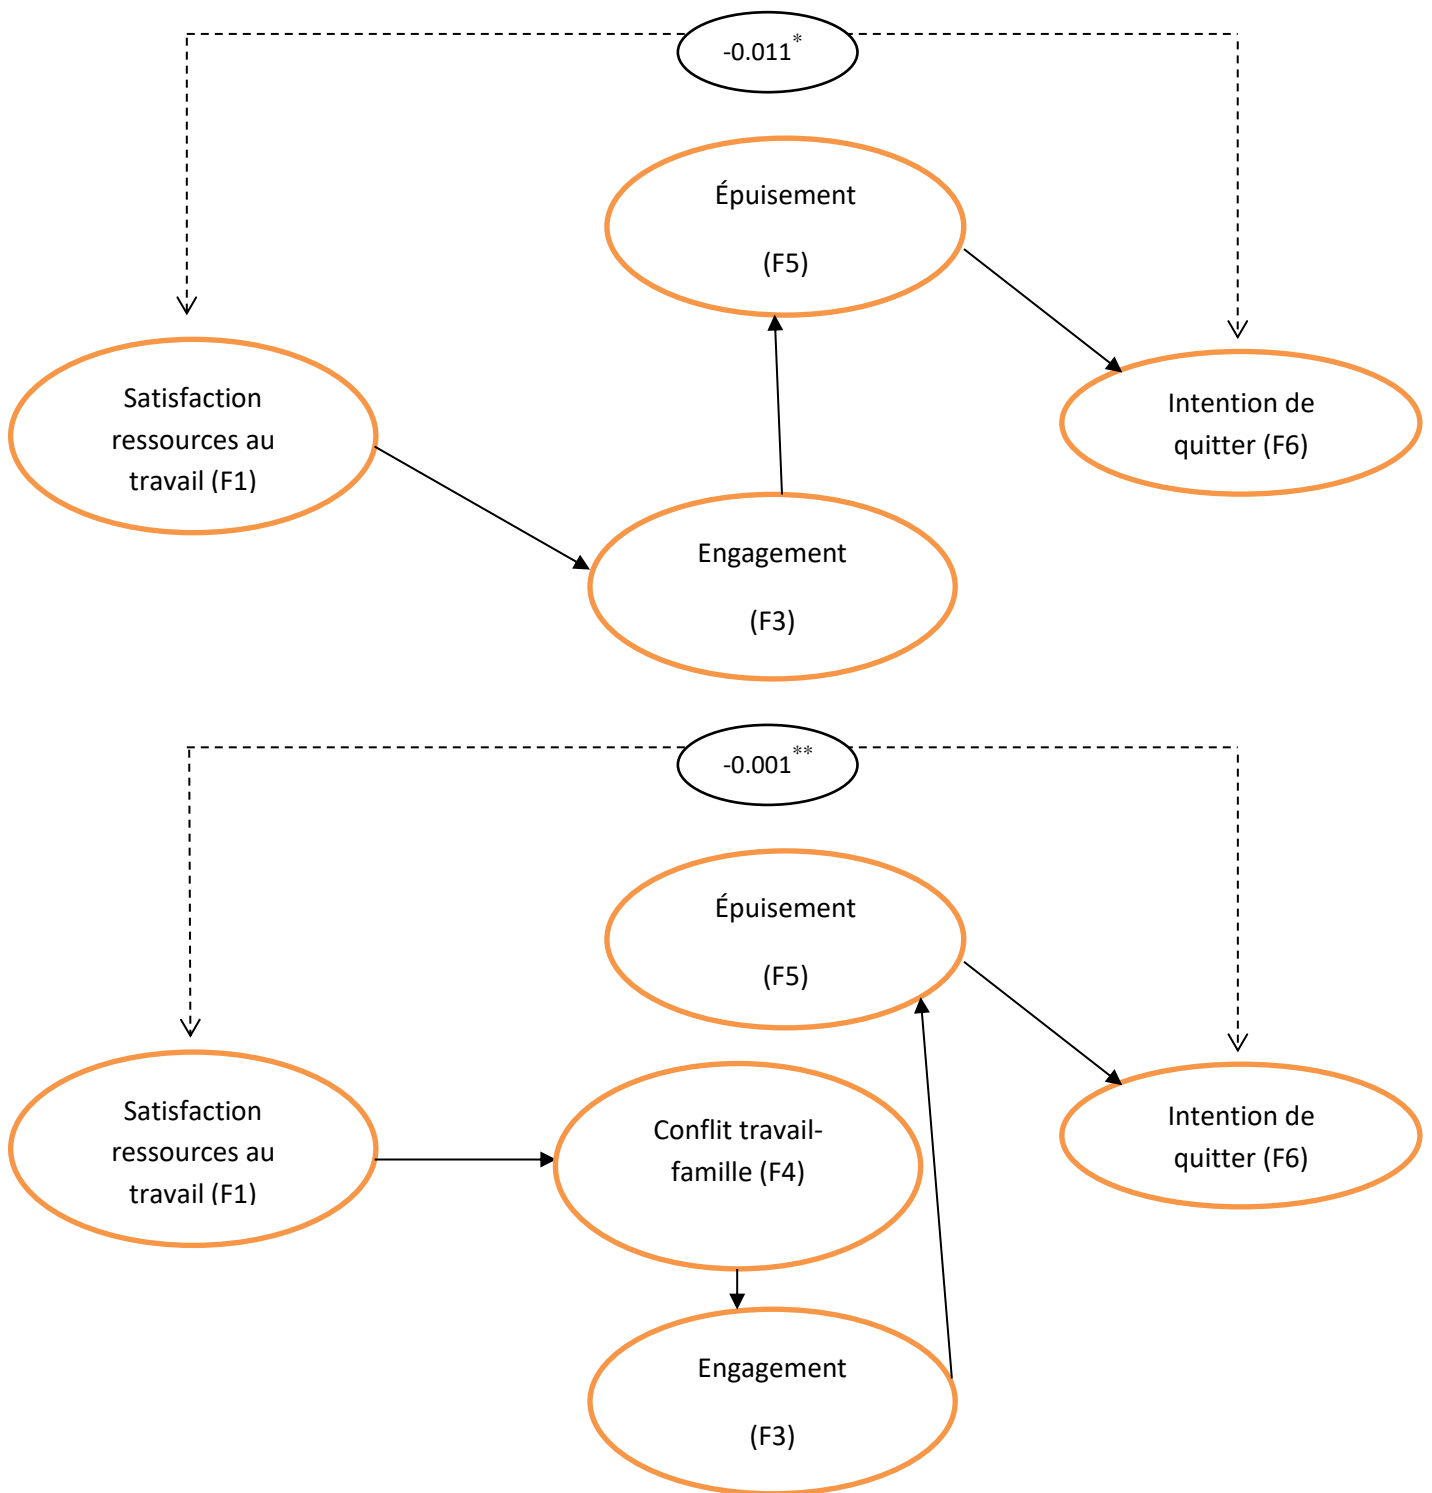 -0.011*
Épuisement
(F5)
Satisfaction
ressources au
travail (F1)
Intention de
quitter (F6)
Engagement
(F3)
-0.001**
Épuisement
(F5)
Satisfaction
ressources au
travail (F1)
Conflit travail-
famille (F4)
Intention de
quitter (F6)
Engagement
(F3)